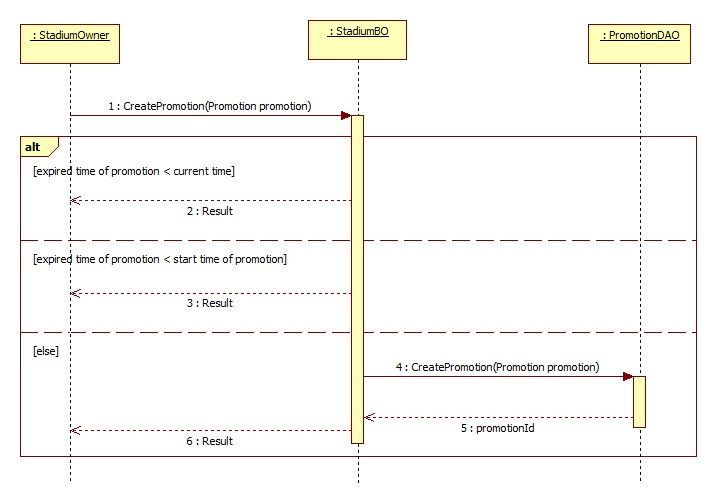 : StadiumOwner
: StadiumBO
: PromotionDAO
1 : CreatePromotion(Promotion promotion)
alt
[expired time of promotion < current time]
2 : Result
[expired time of promotion < start time of promotion]
3 : Result
[else]
4 : CreatePromotion(Promotion promotion)
5 : promotionId
6 : Result